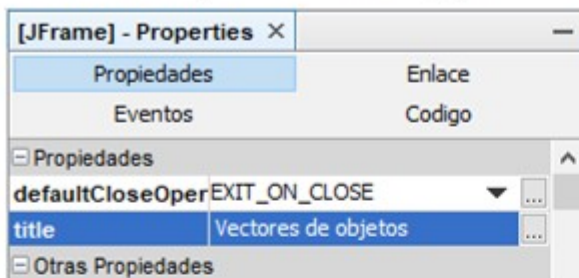 [JFrame] - Properties ×
Propiedades Enlace
Eventos Codigo
Propiedades
defaultCloseOper EXIT_ON_CLOSE ...
title Vectores de objetos ...
Otras Propiedades